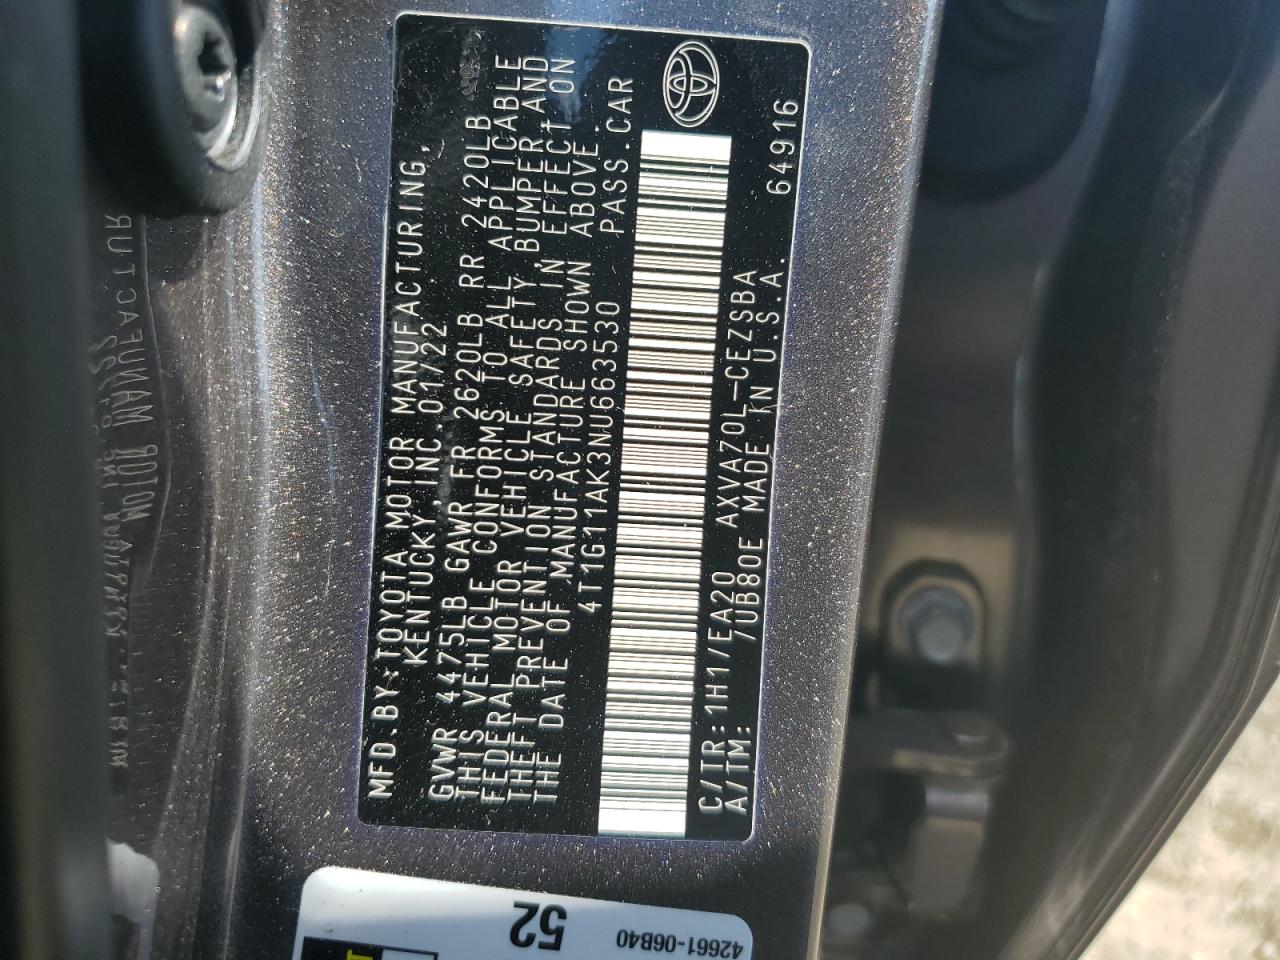 MFD.BY:TOYOTA MOTOR MANUFACTURING,
KENTUCKY,INC.01/22
GVWR 4475LB GAWR FR 2620LB RR 2420LB
THIS VEHICLE CONFORMS TO ALL APPLICABLE
FEDERAL MOTOR VEHICLE SAFETY,BUMPER AND
THEFT PREVENTION STANDARDS IN EFFECT ON
THE DATE OF MANUFACTURE SHOWN ABOVE.
4T1G11AK3NU663530 PASS.CAR
C/TR:1H1/EA20 AXVA70L-CEZSBA
A/TM: 7UB80E MADE IN U.S.A.
64916
52
42661-06B40